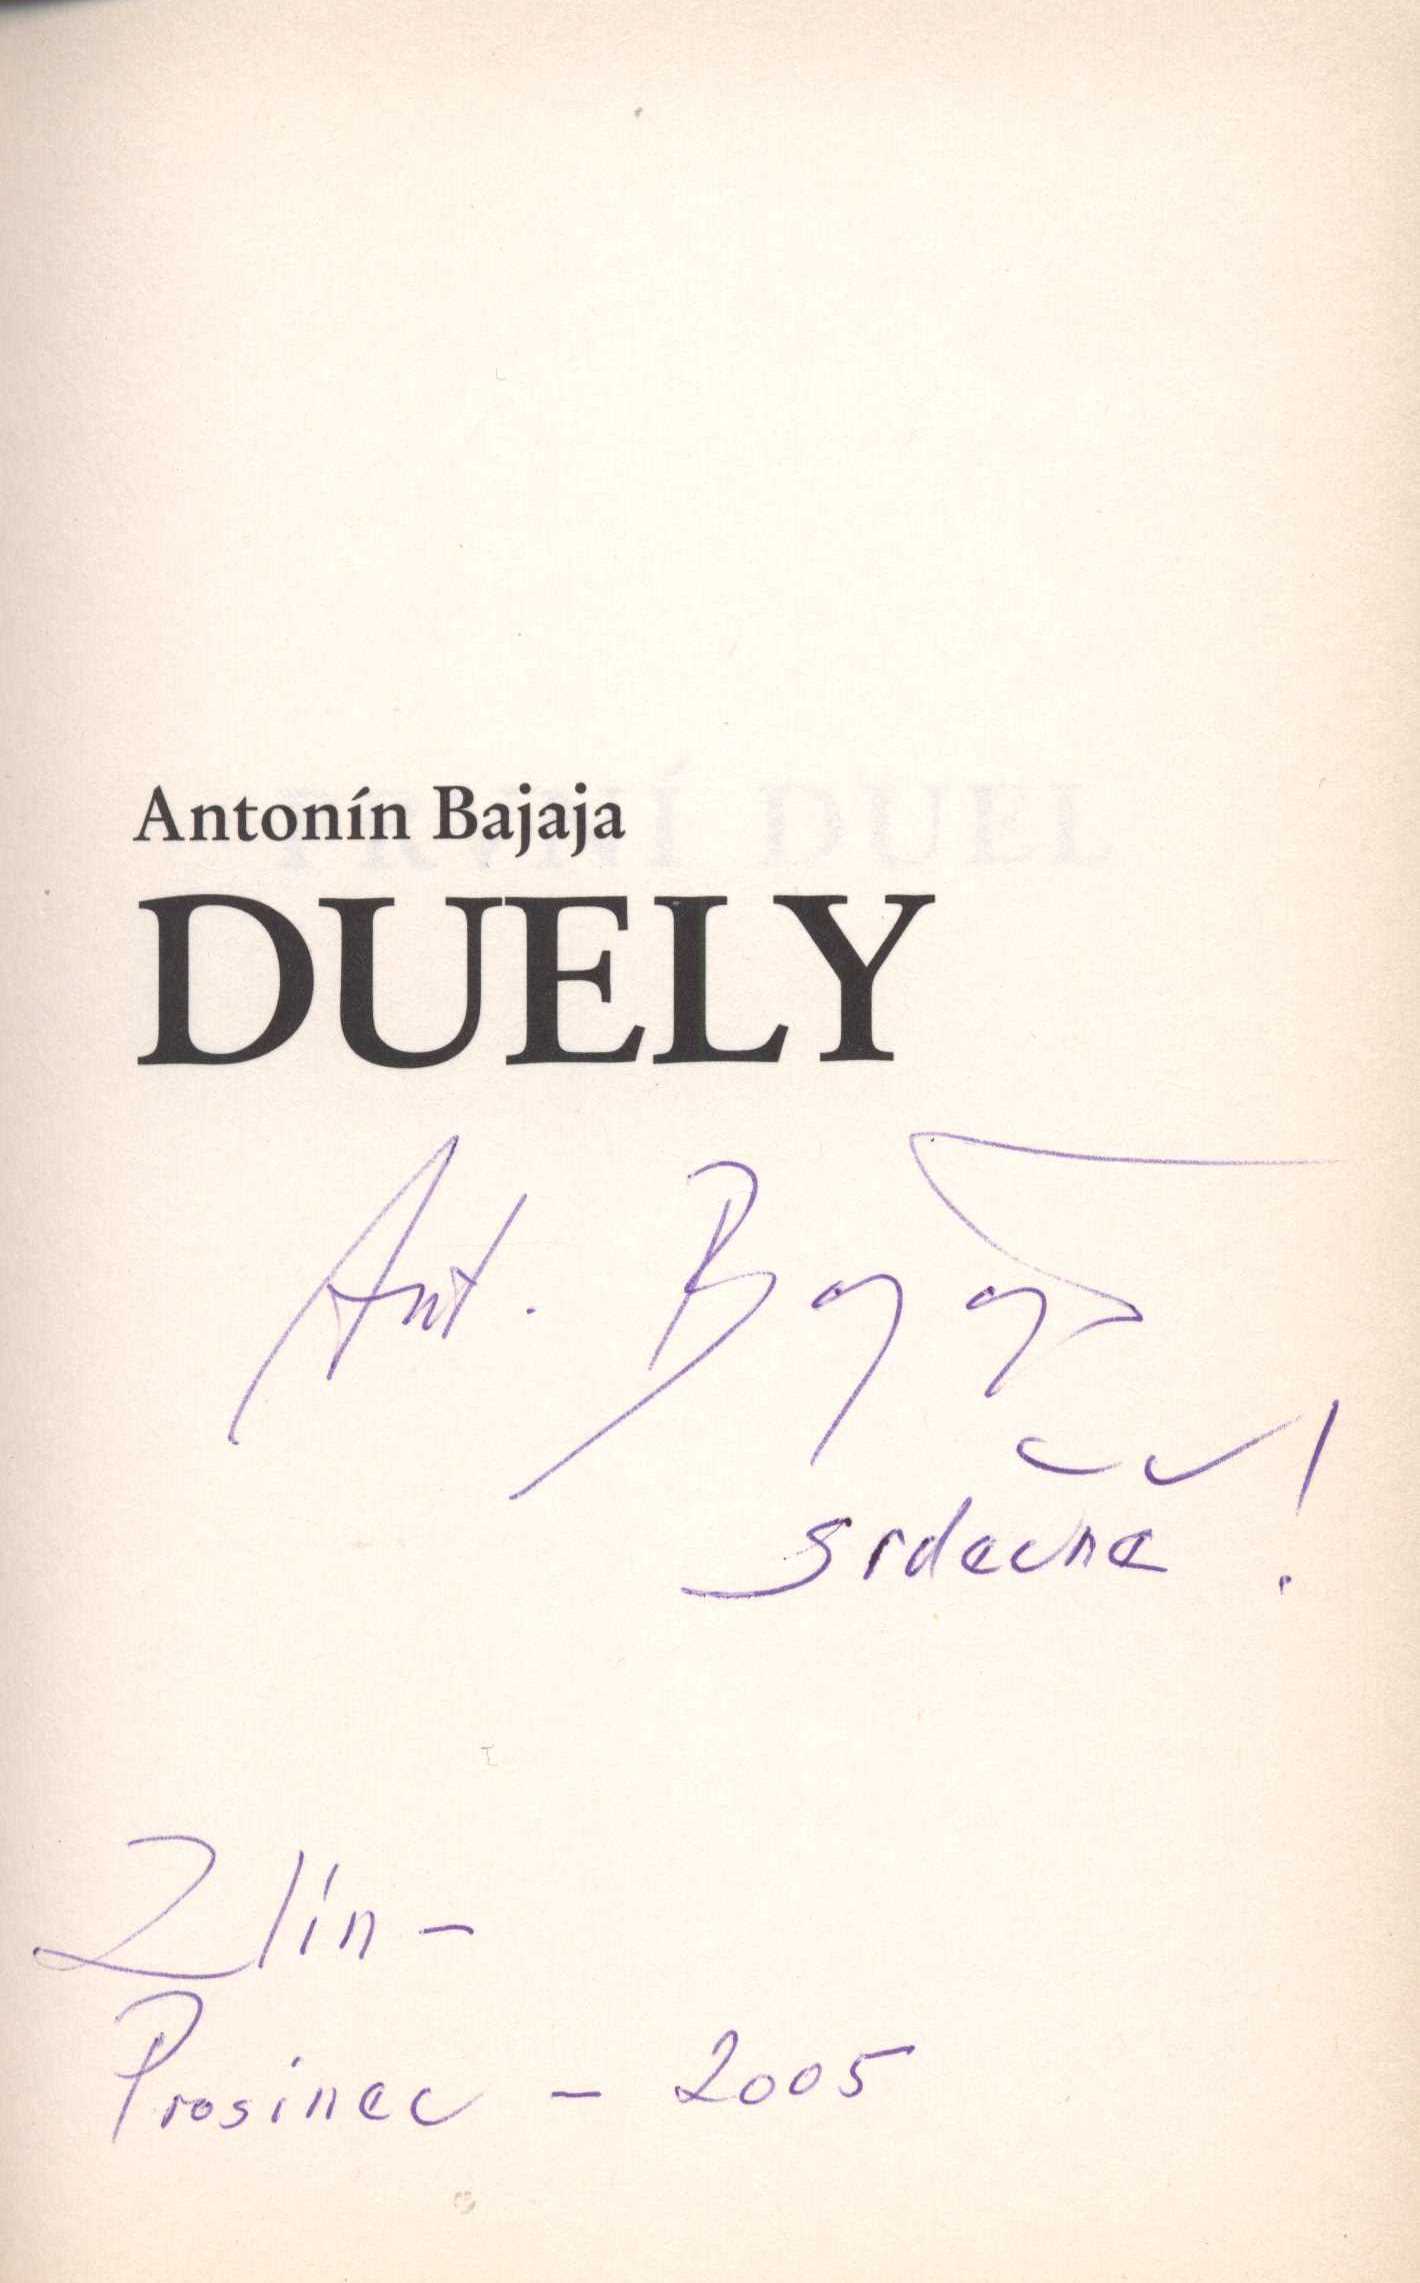 Antonín Bajaja
DUELY
Ant. Bajaja
srdečně!
Zlín –
Prosinec – 2005